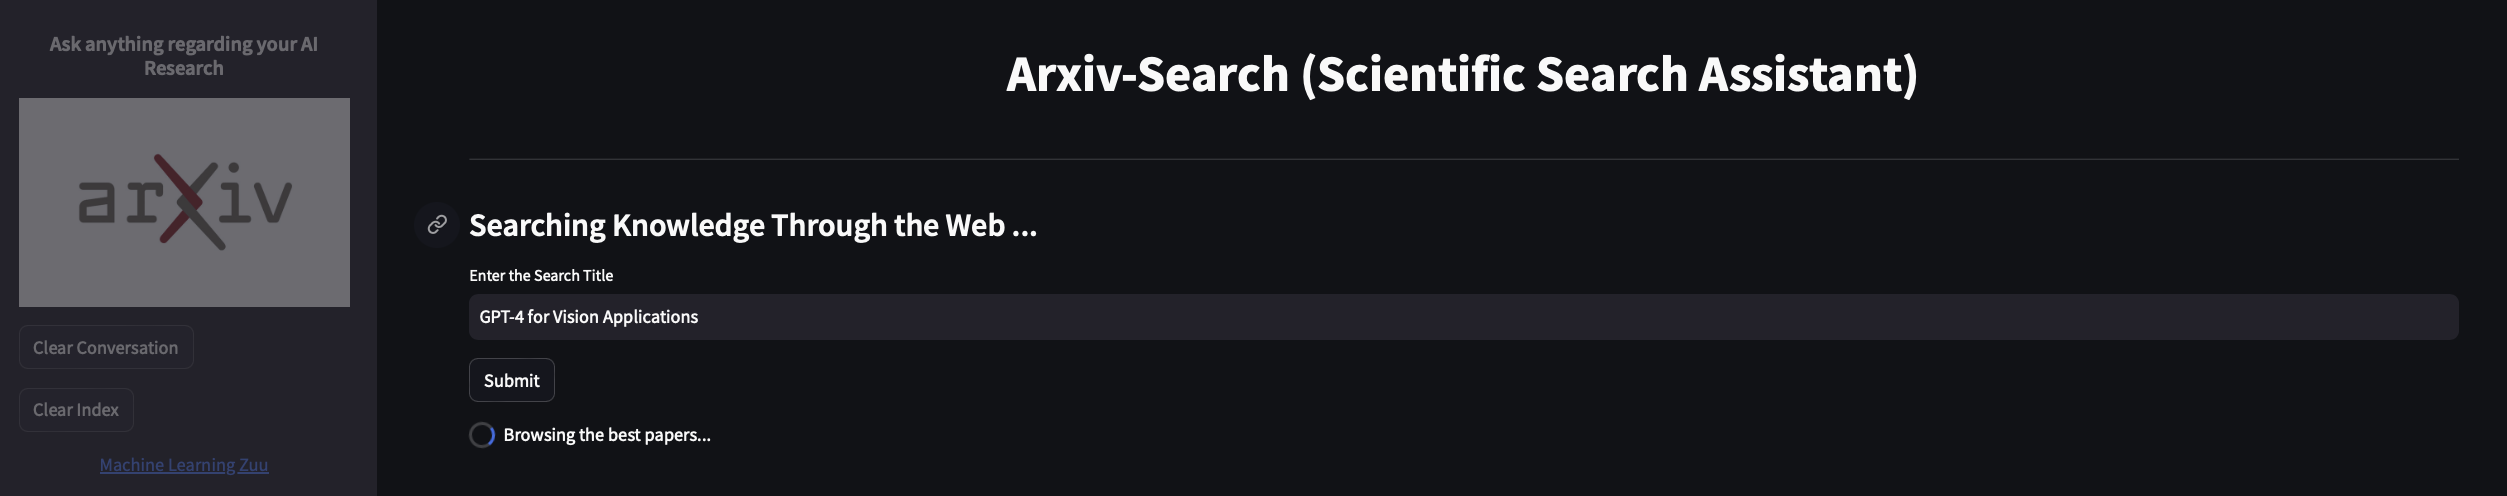 Ask anything regarding your AI
Research
arXiv
Clear Conversation
Clear Index
Machine Learning Zuu
Arxiv-Search (Scientific Search Assistant)
Searching Knowledge Through the Web ...
Enter the Search Title
GPT-4 for Vision Applications
Submit
Browsing the best papers...